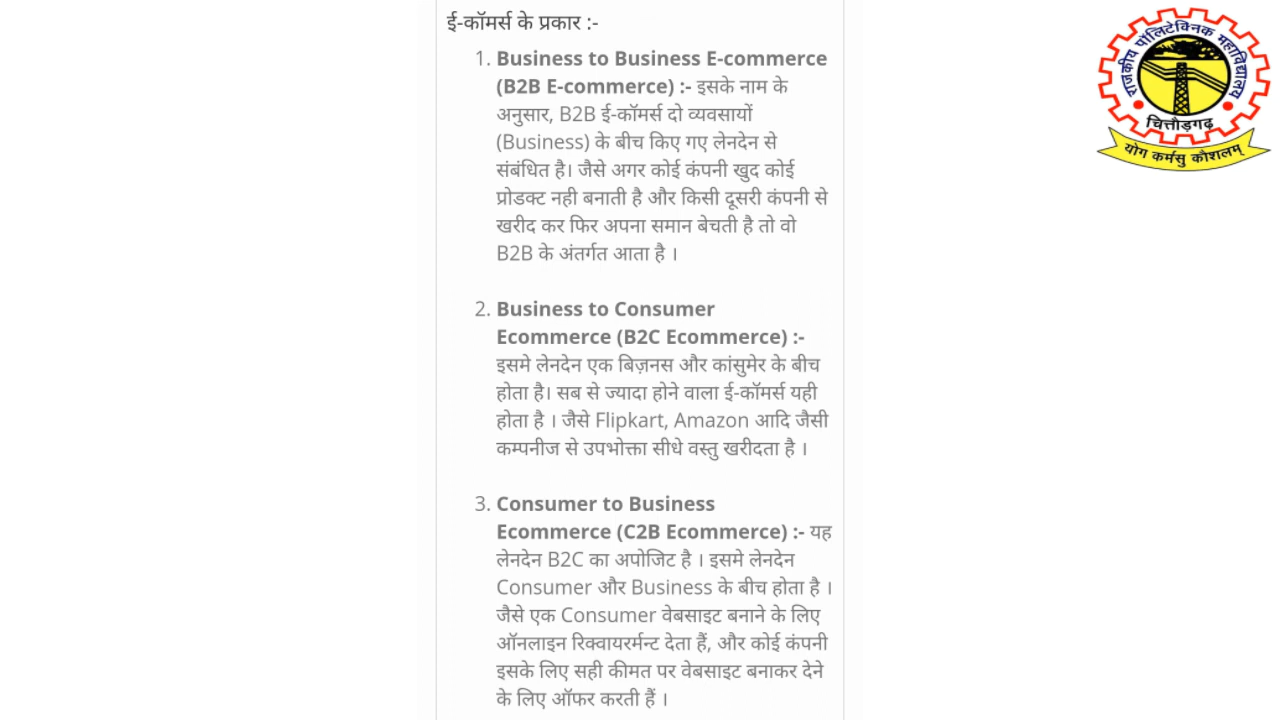 ई-कॉमर्स के प्रकार :-
1. Business to Business E-commerce
(B2B E-commerce) :- इसके नाम के
अनुसार, B2B ई-कॉमर्स दो व्यवसायों
(Business) के बीच किए गए लेनदेन से
संबंधित है। जैसे अगर कोई कंपनी खुद कोई
प्रोडक्ट नही बनाती है और किसी दूसरी कंपनी से
खरीद कर फिर अपना समान बेचती है तो वो
B2B के अंतर्गत आता है ।
2. Business to Consumer
Ecommerce (B2C Ecommerce) :-
इसमे लेनदेन एक बिज़नस और कांसुमेर के बीच
होता है। सब से ज्यादा होने वाला ई-कॉमर्स यही
होता है । जैसे Flipkart, Amazon आदि जैसी
कम्पनीज से उपभोक्ता सीधे वस्तु खरीदता है ।
3. Consumer to Business
Ecommerce (C2B Ecommerce) :- यह
लेनदेन B2C का अपोजिट है । इसमे लेनदेन
Consumer और Business के बीच होता है ।
जैसे एक Consumer वेबसाइट बनाने के लिए
ऑनलाइन रिक्वायरर्मन्ट देता हैं, और कोई कंपनी
इसके लिए सही कीमत पर वेबसाइट बनाकर देने
के लिए ऑफर करती हैं ।
राजकीय पॉलिटेक्निक महाविद्यालय
चित्तौड़गढ़
योग कर्मसु कौशलम्